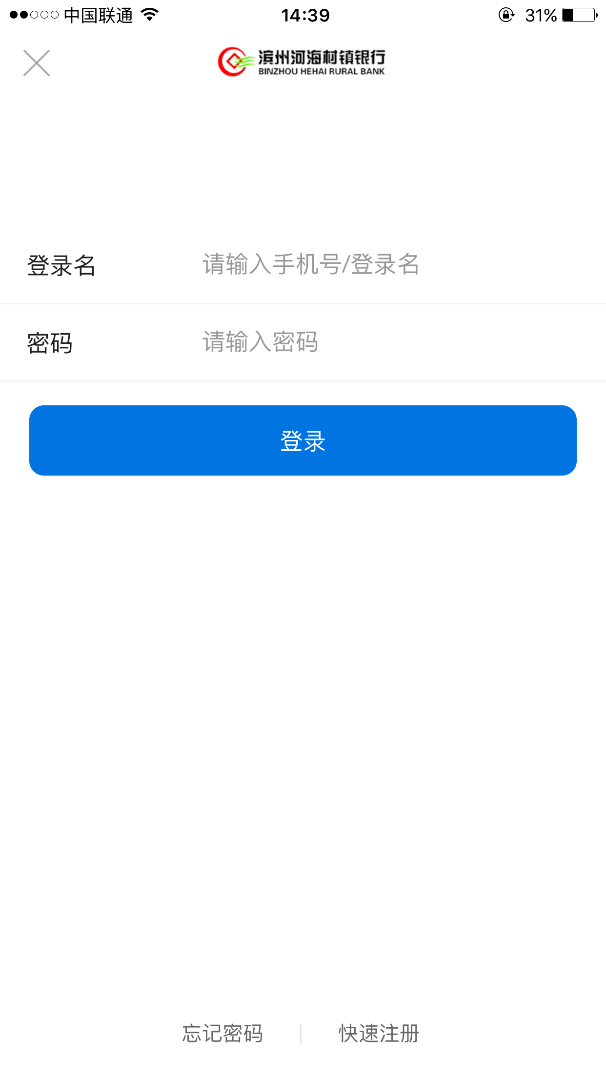 中国联通 14:39 31%
滨州河海村镇银行
BINZHOU HEHAI RURAL BANK
登录名 请输入手机号/登录名
密码 请输入密码
登录
忘记密码 | 快速注册